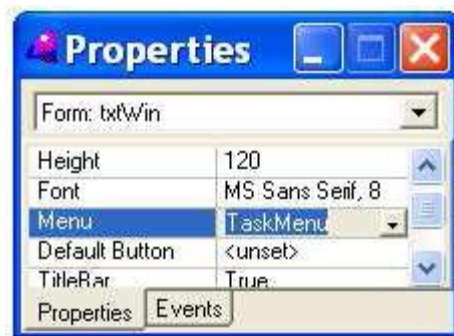 Properties
Form: txtWin
Height 120
Font MS Sans Serif, 8
Menu TaskMenu
Default Button <unset>
TitleBar True
Properties Events